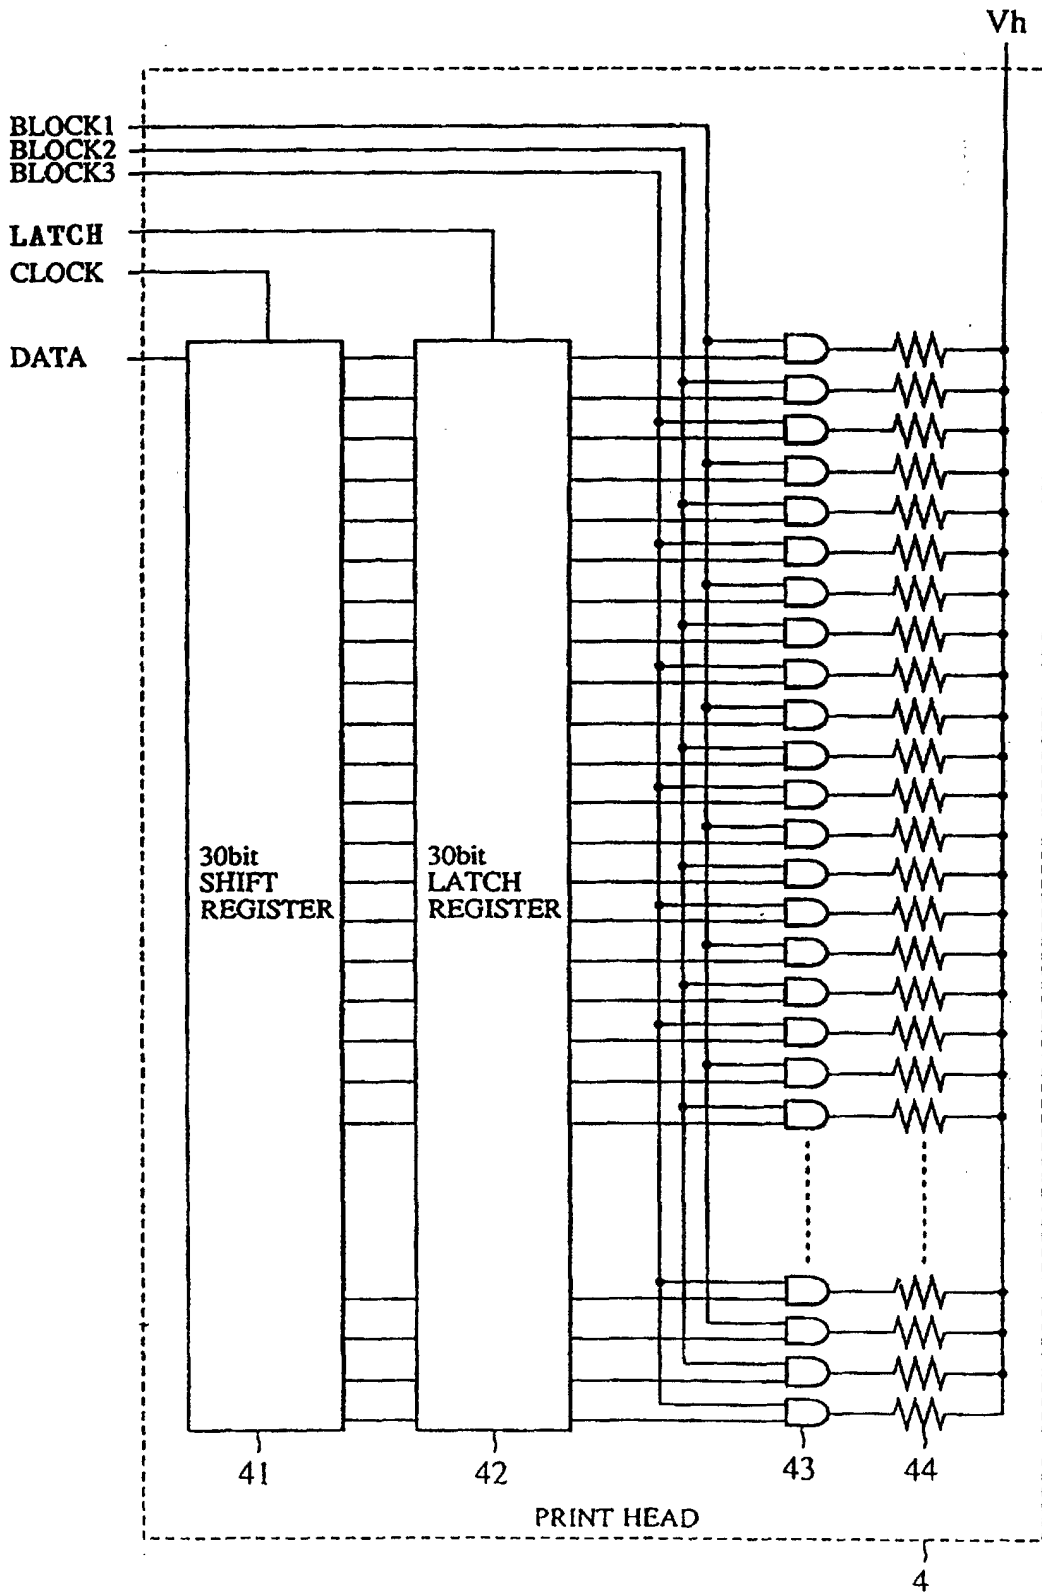 Vh
BLOCK1
BLOCK2
BLOCK3
LATCH
CLOCK
DATA
30bit
SHIFT
REGISTER
30bit
LATCH
REGISTER
41
42
43
44
PRINT HEAD
4